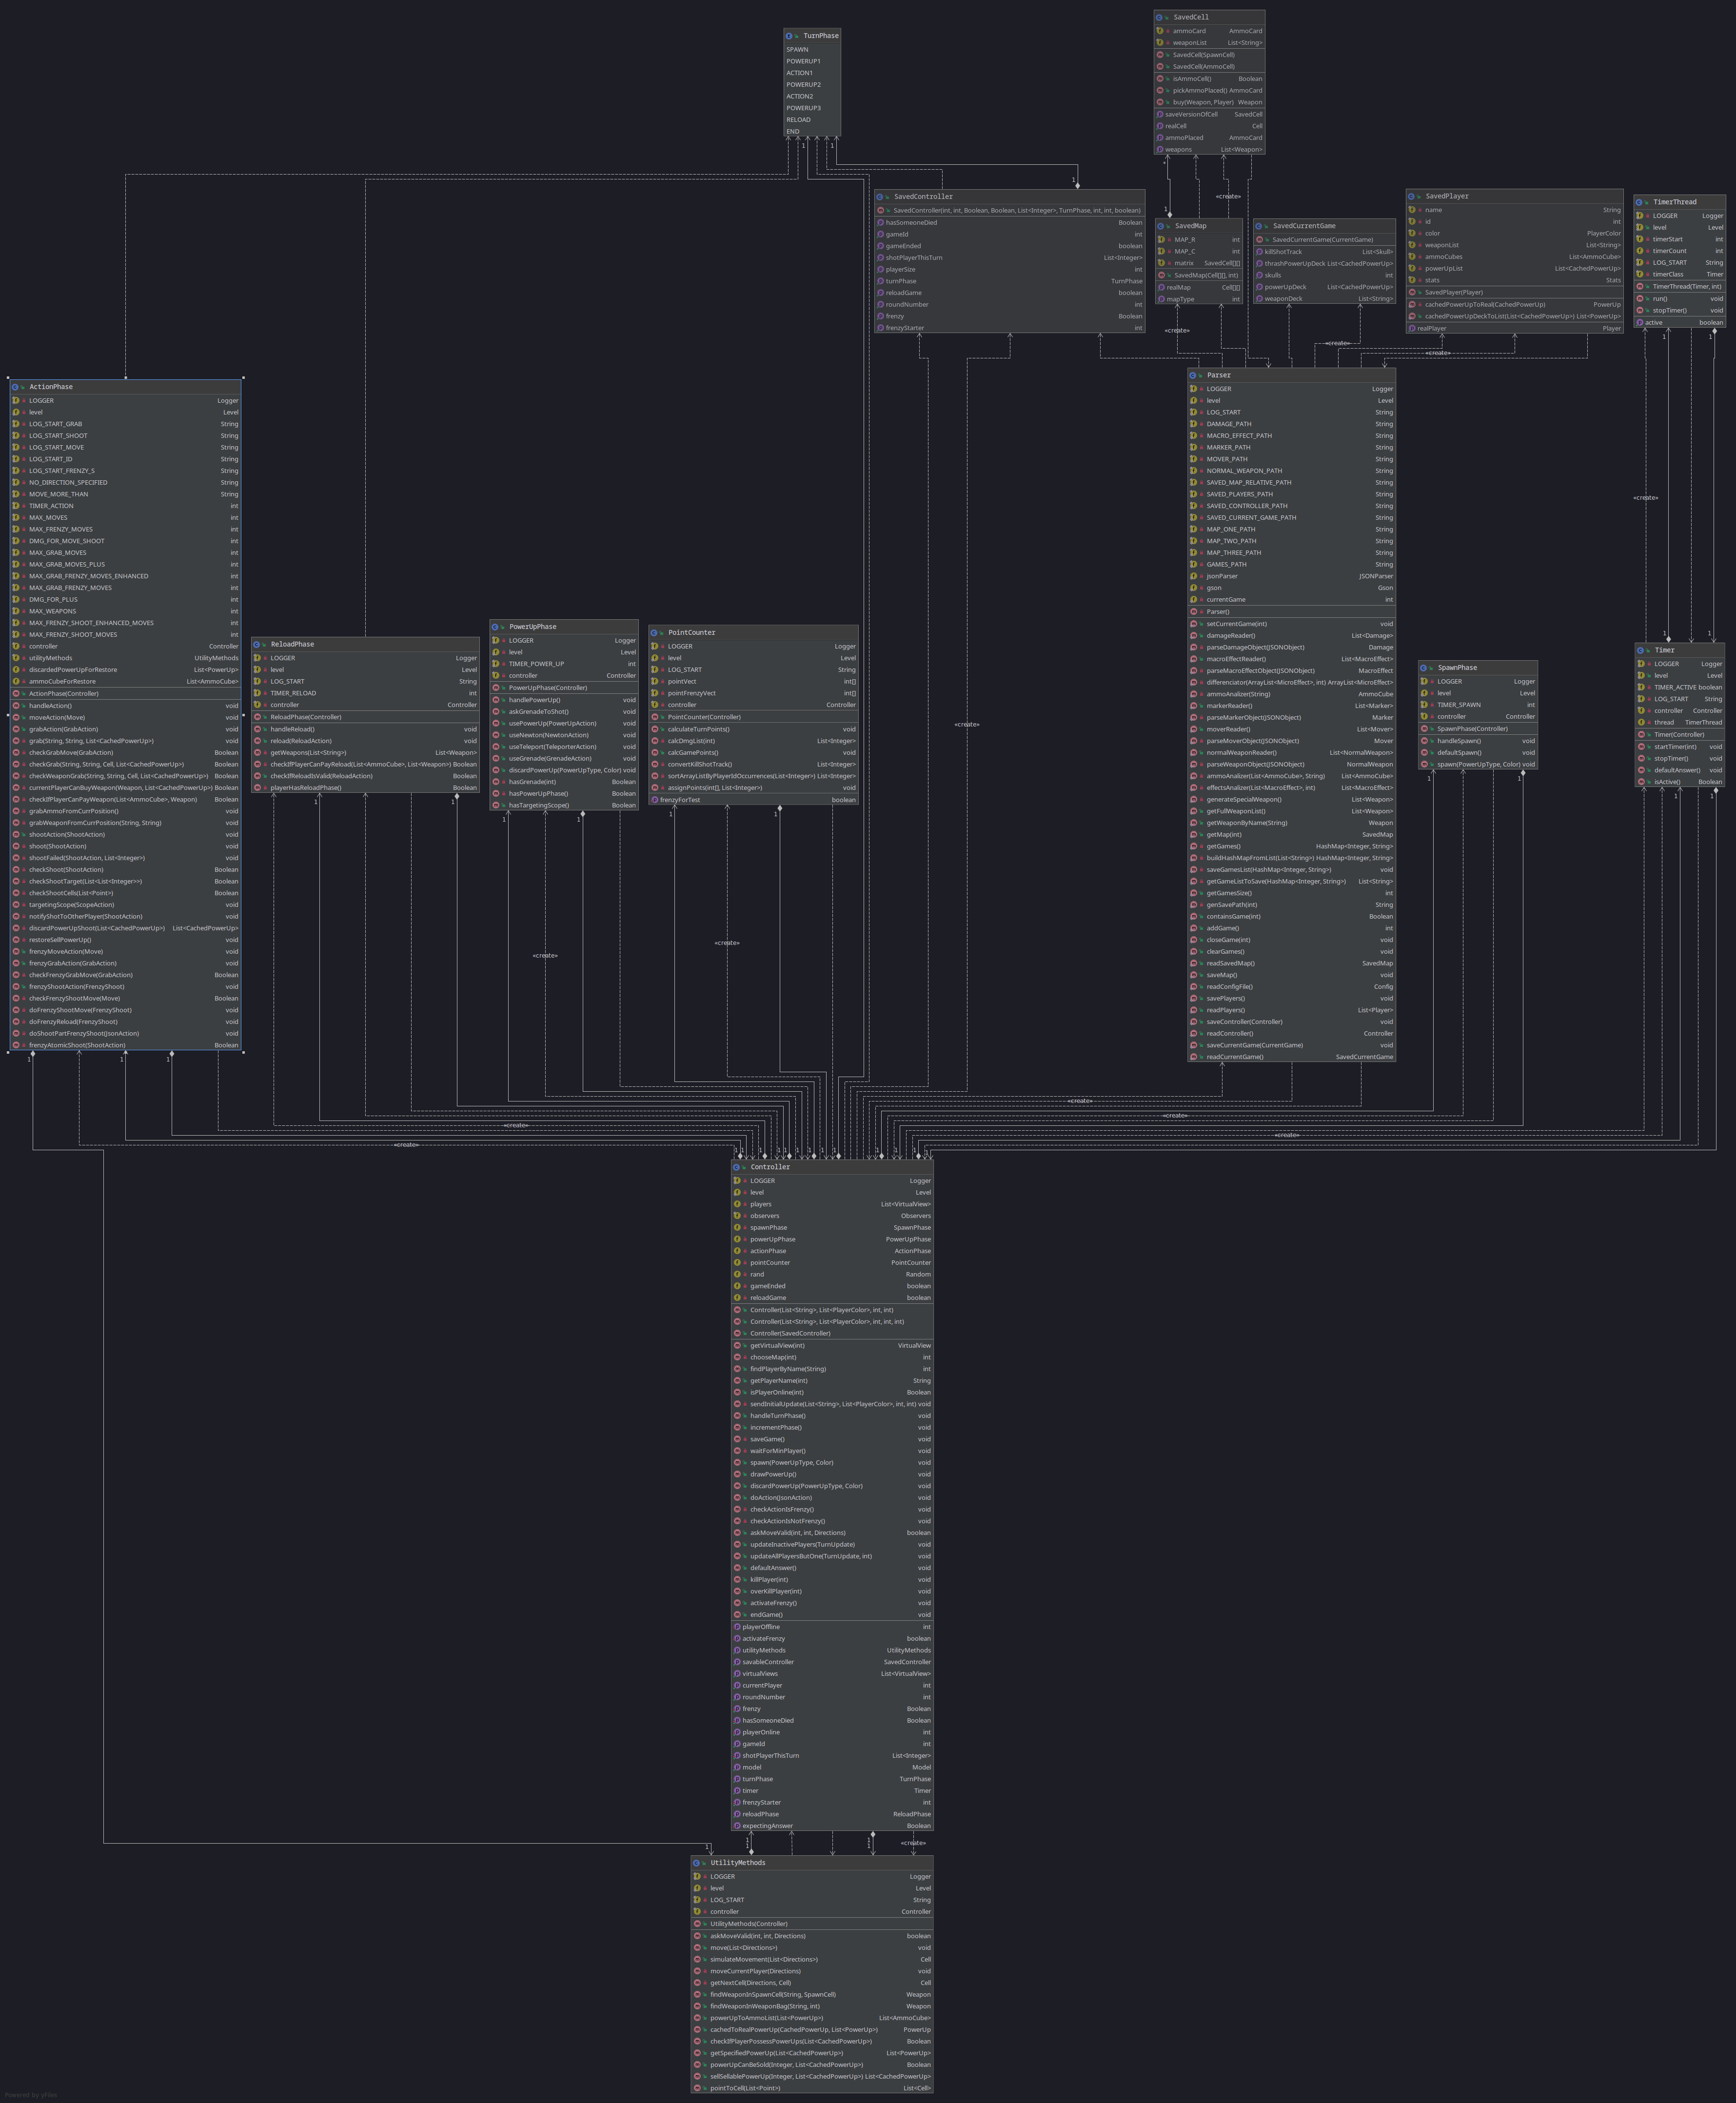 SavedCell
ammoCard AmmoCard
weaponList List<String>
SavedCell(SpawnCell)
SavedCell(AmmoCell)
isAmmoCell() Boolean
pickAmmoPlaced() AmmoCard
buy(Weapon, Player) Weapon
saveVersionOfCell SavedCell
realCell Cell
ammoPlaced AmmoCard
weapons List<Weapon>
TurnPhase
SPAWN
POWERUP1
ACTION1
POWERUP2
ACTION2
POWERUP3
RELOAD
END
SavedController
SavedController(int, int, Boolean, Boolean, List<Integer>, TurnPhase, int, int, boolean)
hasSomeoneDied Boolean
gameId int
gameEnded boolean
shotPlayerThisTurn List<Integer>
playerSize int
turnPhase TurnPhase
reloadGame boolean
roundNumber int
frenzy Boolean
frenzyStarter int
SavedMap
MAP_R int
MAP_C int
matrix SavedCell[][]
SavedMap(Cell[][], int)
realMap Cell[][]
mapType int
SavedCurrentGame
SavedCurrentGame(CurrentGame)
killShotTrack List<Skull>
thrashPowerUpDeck List<CachedPowerUp>
skulls int
powerUpDeck List<CachedPowerUp>
weaponDeck List<String>
SavedPlayer
name String
id int
color PlayerColor
weaponList List<String>
ammoCubes List<AmmoCube>
powerUpList List<CachedPowerUp>
stats Stats
SavedPlayer(Player)
cachedPowerUpToReal(CachedPowerUp) PowerUp
cachedPowerUpDeckToList(List<CachedPowerUp>) List<PowerUp>
realPlayer Player
TimerThread
LOGGER Logger
level Level
timerStart int
timerCount int
LOG_START String
timerClass Timer
TimerThread(Timer, int)
run() void
stopTimer() void
active boolean
ActionPhase
LOGGER Logger
level Level
LOG_START_GRAB String
LOG_START_SHOOT String
LOG_START_MOVE String
LOG_START_ID String
LOG_START_FRENZY_S String
NO_DIRECTION_SPECIFIED String
MOVE_MORE_THAN String
TIMER_ACTION int
MAX_MOVES int
MAX_FRENZY_MOVES int
DMG_FOR_MOVE_SHOOT int
MAX_GRAB_MOVES int
MAX_GRAB_MOVES_PLUS int
MAX_GRAB_FRENZY_MOVES_ENHANCED int
MAX_GRAB_FRENZY_MOVES int
DMG_FOR_PLUS int
MAX_WEAPONS int
MAX_FRENZY_SHOOT_ENHANCED_MOVES int
MAX_FRENZY_SHOOT_MOVES int
controller Controller
utilityMethods UtilityMethods
discardedPowerUpForRestore List<PowerUp>
ammoCubeForRestore List<AmmoCube>
ActionPhase(Controller)
handleAction() void
moveAction(Move) void
grabAction(GrabAction) void
grab(String, String, List<CachedPowerUp>) void
checkGrabMove(GrabAction) Boolean
checkGrab(String, String, Cell, List<CachedPowerUp>) Boolean
checkWeaponGrab(String, String, Cell, List<CachedPowerUp>) Boolean
currentPlayerCanBuyWeapon(Weapon, List<CachedPowerUp>) Boolean
checkIfPlayerCanPayWeapon(List<AmmoCube>, Weapon) Boolean
grabAmmoFromCurrPosition() void
grabWeaponFromCurrPosition(String, String) void
shootAction(ShootAction) void
shoot(ShootAction) void
shootFailed(ShootAction, List<Integer>) void
checkShoot(ShootAction) Boolean
checkShootTarget(List<List<Integer>>) Boolean
checkShootCells(List<Point>) Boolean
targetingScope(ScopeAction) void
notifyShotToOtherPlayer(ShootAction) void
discardPowerUpShoot(List<CachedPowerUp>) List<CachedPowerUp>
restoreSellPowerUp() void
frenzyMoveAction(Move) void
frenzyGrabAction(GrabAction) void
checkFrenzyGrabMove(GrabAction) Boolean
frenzyShootAction(FrenzyShoot) void
checkFrenzyShootMove(Move) Boolean
doFrenzyShootMove(FrenzyShoot) void
doFrenzyReload(FrenzyShoot) void
doShootPartFrenzyShoot(JsonAction) void
frenzyAtomicShoot(ShootAction) Boolean
ReloadPhase
LOGGER Logger
level Level
LOG_START String
TIMER_RELOAD int
controller Controller
ReloadPhase(Controller)
handleReload() void
reload(ReloadAction) void
getWeapons(List<String>) List<Weapon>
checkIfPlayerCanPayReload(List<AmmoCube>, List<Weapon>) Boolean
checkIfReloadIsValid(ReloadAction) Boolean
playerHasReloadPhase() Boolean
PowerUpPhase
LOGGER Logger
level Level
TIMER_POWER_UP int
controller Controller
PowerUpPhase(Controller)
handlePowerUp() void
askGrenadeToShot() void
usePowerUp(PowerUpAction) void
useNewton(NewtonAction) void
useTeleport(TeleporterAction) void
useGrenade(GrenadeAction) void
discardPowerUp(PowerUpType, Color) void
hasGrenade(int) Boolean
hasPowerUpPhase() Boolean
hasTargetingScope() Boolean
PointCounter
LOGGER Logger
level Level
LOG_START String
pointVect int[]
pointFrenzyVect int[]
controller Controller
PointCounter(Controller)
calculateTurnPoints() void
calcDmgList(int) List<Integer>
calcGamePoints() void
convertKillShotTrack() List<Integer>
sortArrayListByPlayerIdOccurrences(List<Integer>) List<Integer>
assignPoints(int[], List<Integer>) void
frenzyForTest boolean
Parser
LOGGER Logger
level Level
LOG_START String
DAMAGE_PATH String
MACRO_EFFECT_PATH String
MARKER_PATH String
MOVER_PATH String
NORMAL_WEAPON_PATH String
SAVED_MAP_RELATIVE_PATH String
SAVED_PLAYERS_PATH String
SAVED_CONTROLLER_PATH String
SAVED_CURRENT_GAME_PATH String
MAP_ONE_PATH String
MAP_TWO_PATH String
MAP_THREE_PATH String
GAMES_PATH String
jsonParser JSONParser
gson Gson
currentGame int
Parser()
setCurrentGame(int) void
damageReader() List<Damage>
parseDamageObject(JSONObject) Damage
macroEffectReader() List<MacroEffect>
parseMacroEffectObject(JSONObject) MacroEffect
differenciator(ArrayList<MicroEffect>, int) ArrayList<MicroEffect>
ammoAnalizer(String) AmmoCube
markerReader() List<Marker>
parseMarkerObject(JSONObject) Marker
moverReader() List<Mover>
parseMoverObject(JSONObject) Mover
normalWeaponReader() List<NormalWeapon>
parseWeaponObject(JSONObject) NormalWeapon
ammoAnalizer(List<AmmoCube>, String) List<AmmoCube>
effectsAnalizer(List<MacroEffect>, int) List<MacroEffect>
generateSpecialWeapon() List<Weapon>
getFullWeaponList() List<Weapon>
getWeaponByName(String) Weapon
getMap(int) SavedMap
getGames() HashMap<Integer, String>
buildHashMapFromList(List<String>) HashMap<Integer, String>
saveGamesList(HashMap<Integer, String>) void
getGameListToSave(HashMap<Integer, String>) List<String>
getGamesSize() int
genSavePath(int) String
containsGame(int) Boolean
addGame() int
closeGame(int) void
clearGames() void
readSavedMap() SavedMap
saveMap() void
readConfigFile() Config
savePlayers() void
readPlayers() List<Player>
saveController(Controller) void
readController() Controller
saveCurrentGame(CurrentGame) void
readCurrentGame() SavedCurrentGame
SpawnPhase
LOGGER Logger
level Level
TIMER_SPAWN int
controller Controller
SpawnPhase(Controller)
handleSpawn() void
defaultSpawn() void
spawn(PowerUpType, Color) void
Timer
LOGGER Logger
level Level
TIMER_ACTIVE boolean
LOG_START String
controller Controller
thread TimerThread
Timer(Controller)
startTimer(int) void
stopTimer() void
defaultAnswer() void
isActive() Boolean
Controller
LOGGER Logger
level Level
players List<VirtualView>
observers Observers
spawnPhase SpawnPhase
powerUpPhase PowerUpPhase
actionPhase ActionPhase
pointCounter PointCounter
rand Random
gameEnded boolean
reloadGame boolean
Controller(List<String>, List<PlayerColor>, int, int)
Controller(List<String>, List<PlayerColor>, int, int, int)
Controller(SavedController)
getVirtualView(int) VirtualView
chooseMap(int) int
findPlayerByName(String) int
getPlayerName(int) String
isPlayerOnline(int) Boolean
sendInitialUpdate(List<String>, List<PlayerColor>, int, int) void
handleTurnPhase() void
incrementPhase() void
saveGame() void
waitForMinPlayer() void
spawn(PowerUpType, Color) void
drawPowerUp() void
discardPowerUp(PowerUpType, Color) void
doAction(JsonAction) void
checkActionIsFrenzy() void
checkActionIsNotFrenzy() void
askMoveValid(int, int, Directions) boolean
updateInactivePlayers(TurnUpdate) void
updateAllPlayersButOne(TurnUpdate, int) void
defaultAnswer() void
killPlayer(int) void
overKillPlayer(int) void
activateFrenzy() void
endGame() void
playerOffline int
activateFrenzy boolean
utilityMethods UtilityMethods
savableController SavedController
virtualViews List<VirtualView>
currentPlayer int
roundNumber int
frenzy Boolean
hasSomeoneDied Boolean
playerOnline int
gameId int
shotPlayerThisTurn List<Integer>
model Model
turnPhase TurnPhase
timer Timer
frenzyStarter int
reloadPhase ReloadPhase
expectingAnswer Boolean
UtilityMethods
LOGGER Logger
level Level
LOG_START String
controller Controller
UtilityMethods(Controller)
askMoveValid(int, int, Directions) boolean
move(List<Directions>) void
simulateMovement(List<Directions>) Cell
moveCurrentPlayer(Directions) void
getNextCell(Directions, Cell) Cell
findWeaponInSpawnCell(String, SpawnCell) Weapon
findWeaponInWeaponBag(String, int) Weapon
powerUpToAmmoList(List<PowerUp>) List<AmmoCube>
cachedToRealPowerUp(CachedPowerUp, List<PowerUp>) PowerUp
checkIfPlayerPossessPowerUps(List<CachedPowerUp>) Boolean
getSpecifiedPowerUp(List<CachedPowerUp>) List<PowerUp>
powerUpCanBeSold(Integer, List<CachedPowerUp>) Boolean
sellSellablePowerUp(Integer, List<CachedPowerUp>) List<CachedPowerUp>
pointToCell(List<Point>) List<Cell>
«create»
«create»
«create»
«create»
«create»
«create»
«create»
«create»
«create»
«create»
«create»
«create»
«create»
«create»
Powered by yFiles